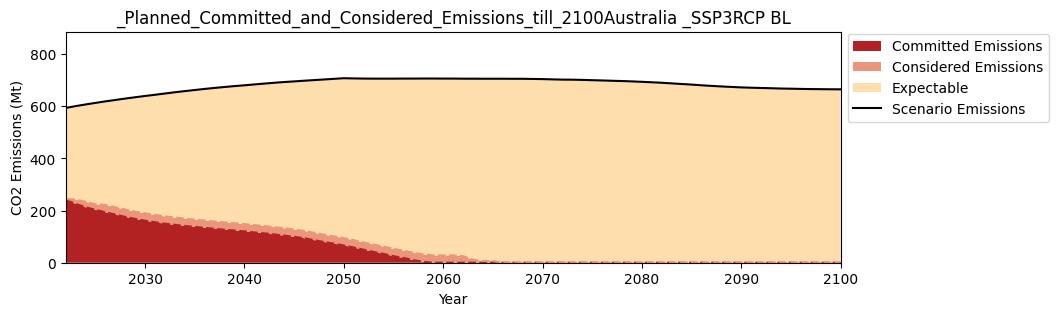 _Planned_Committed_and_Considered_Emissions_till_2100Australia _SSP3RCP BL
CO2 Emissions (Mt)
800
600
400
200
0
2030 2040 2050 2060 2070 2080 2090 2100
Year
Committed Emissions
Considered Emissions
Expectable
Scenario Emissions